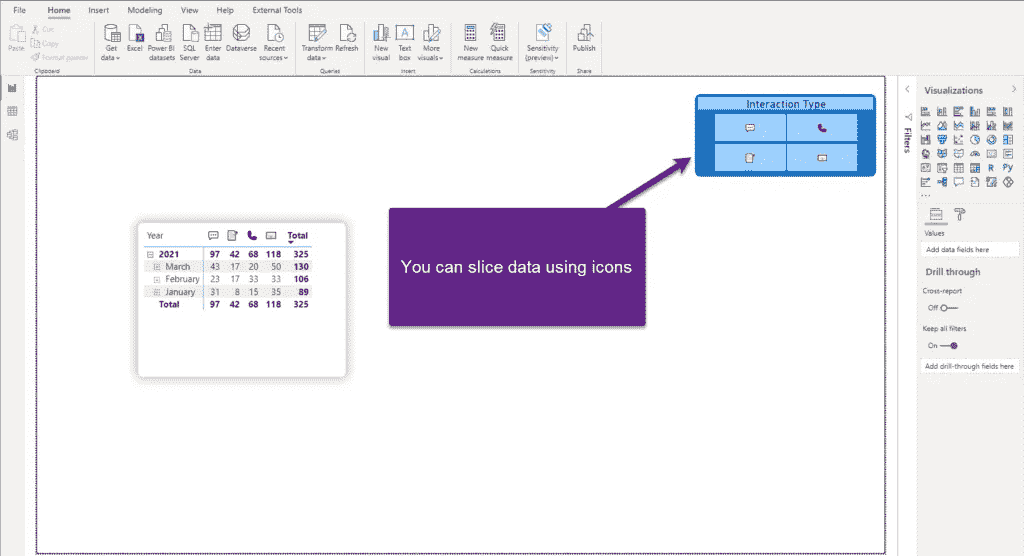 File Home Insert Modeling View Help External Tools
Paste
Cut
Copy
Format painter
Clipboard
Get data
Excel
Power BI datasets
SQL Server
Enter data
Dataverse
Recent sources
Data
Transform data
Refresh
Queries
New visual
Text box
More visuals
Insert
New measure
Quick measure
Calculations
Sensitivity (preview)
Sensitivity
Publish
Share
Interaction Type
You can slice data using icons
Year Total
2021 97 42 68 118 325
March 43 17 20 50 130
February 23 17 33 33 106
January 31 8 15 35 89
Total 97 42 68 118 325
Filters
Visualizations
R Py
...
Values
Add data fields here
Drill through
Cross-report
Off
Keep all filters
On
Add drill-through fields here